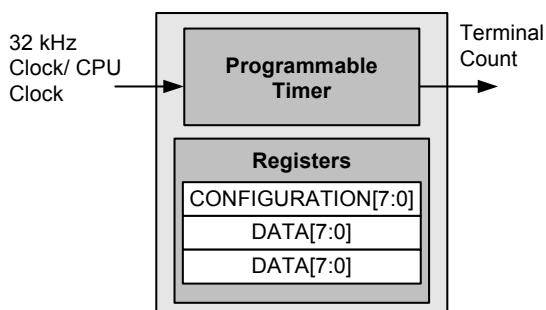 32 kHz
Clock/ CPU
Clock
Programmable
Timer
Terminal
Count
Registers
CONFIGURATION[7:0]
DATA[7:0]
DATA[7:0]